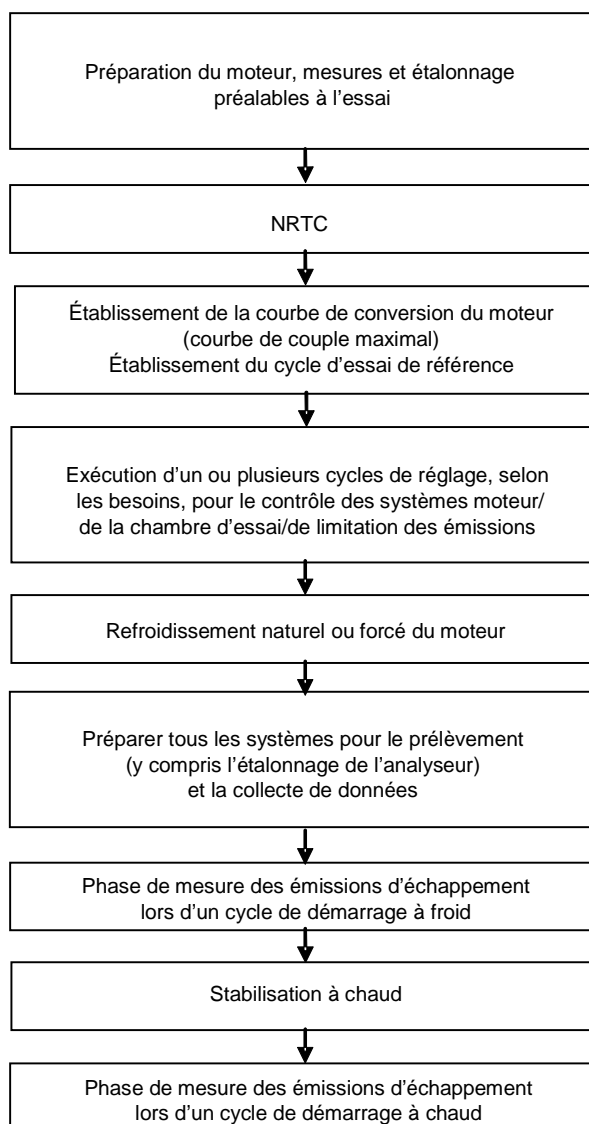 Préparation du moteur, mesures et étalonnage
préalables à l’essai
NRTC
Établissement de la courbe de conversion du moteur
(courbe de couple maximal)
Établissement du cycle d’essai de référence
Exécution d’un ou plusieurs cycles de réglage, selon
les besoins, pour le contrôle des systèmes moteur/
de la chambre d’essai/de limitation des émissions
Refroidissement naturel ou forcé du moteur
Préparer tous les systèmes pour le prélèvement
(y compris l’étalonnage de l’analyseur)
et la collecte de données
Phase de mesure des émissions d’échappement
lors d’un cycle de démarrage à froid
Stabilisation à chaud
Phase de mesure des émissions d’échappement
lors d’un cycle de démarrage à chaud